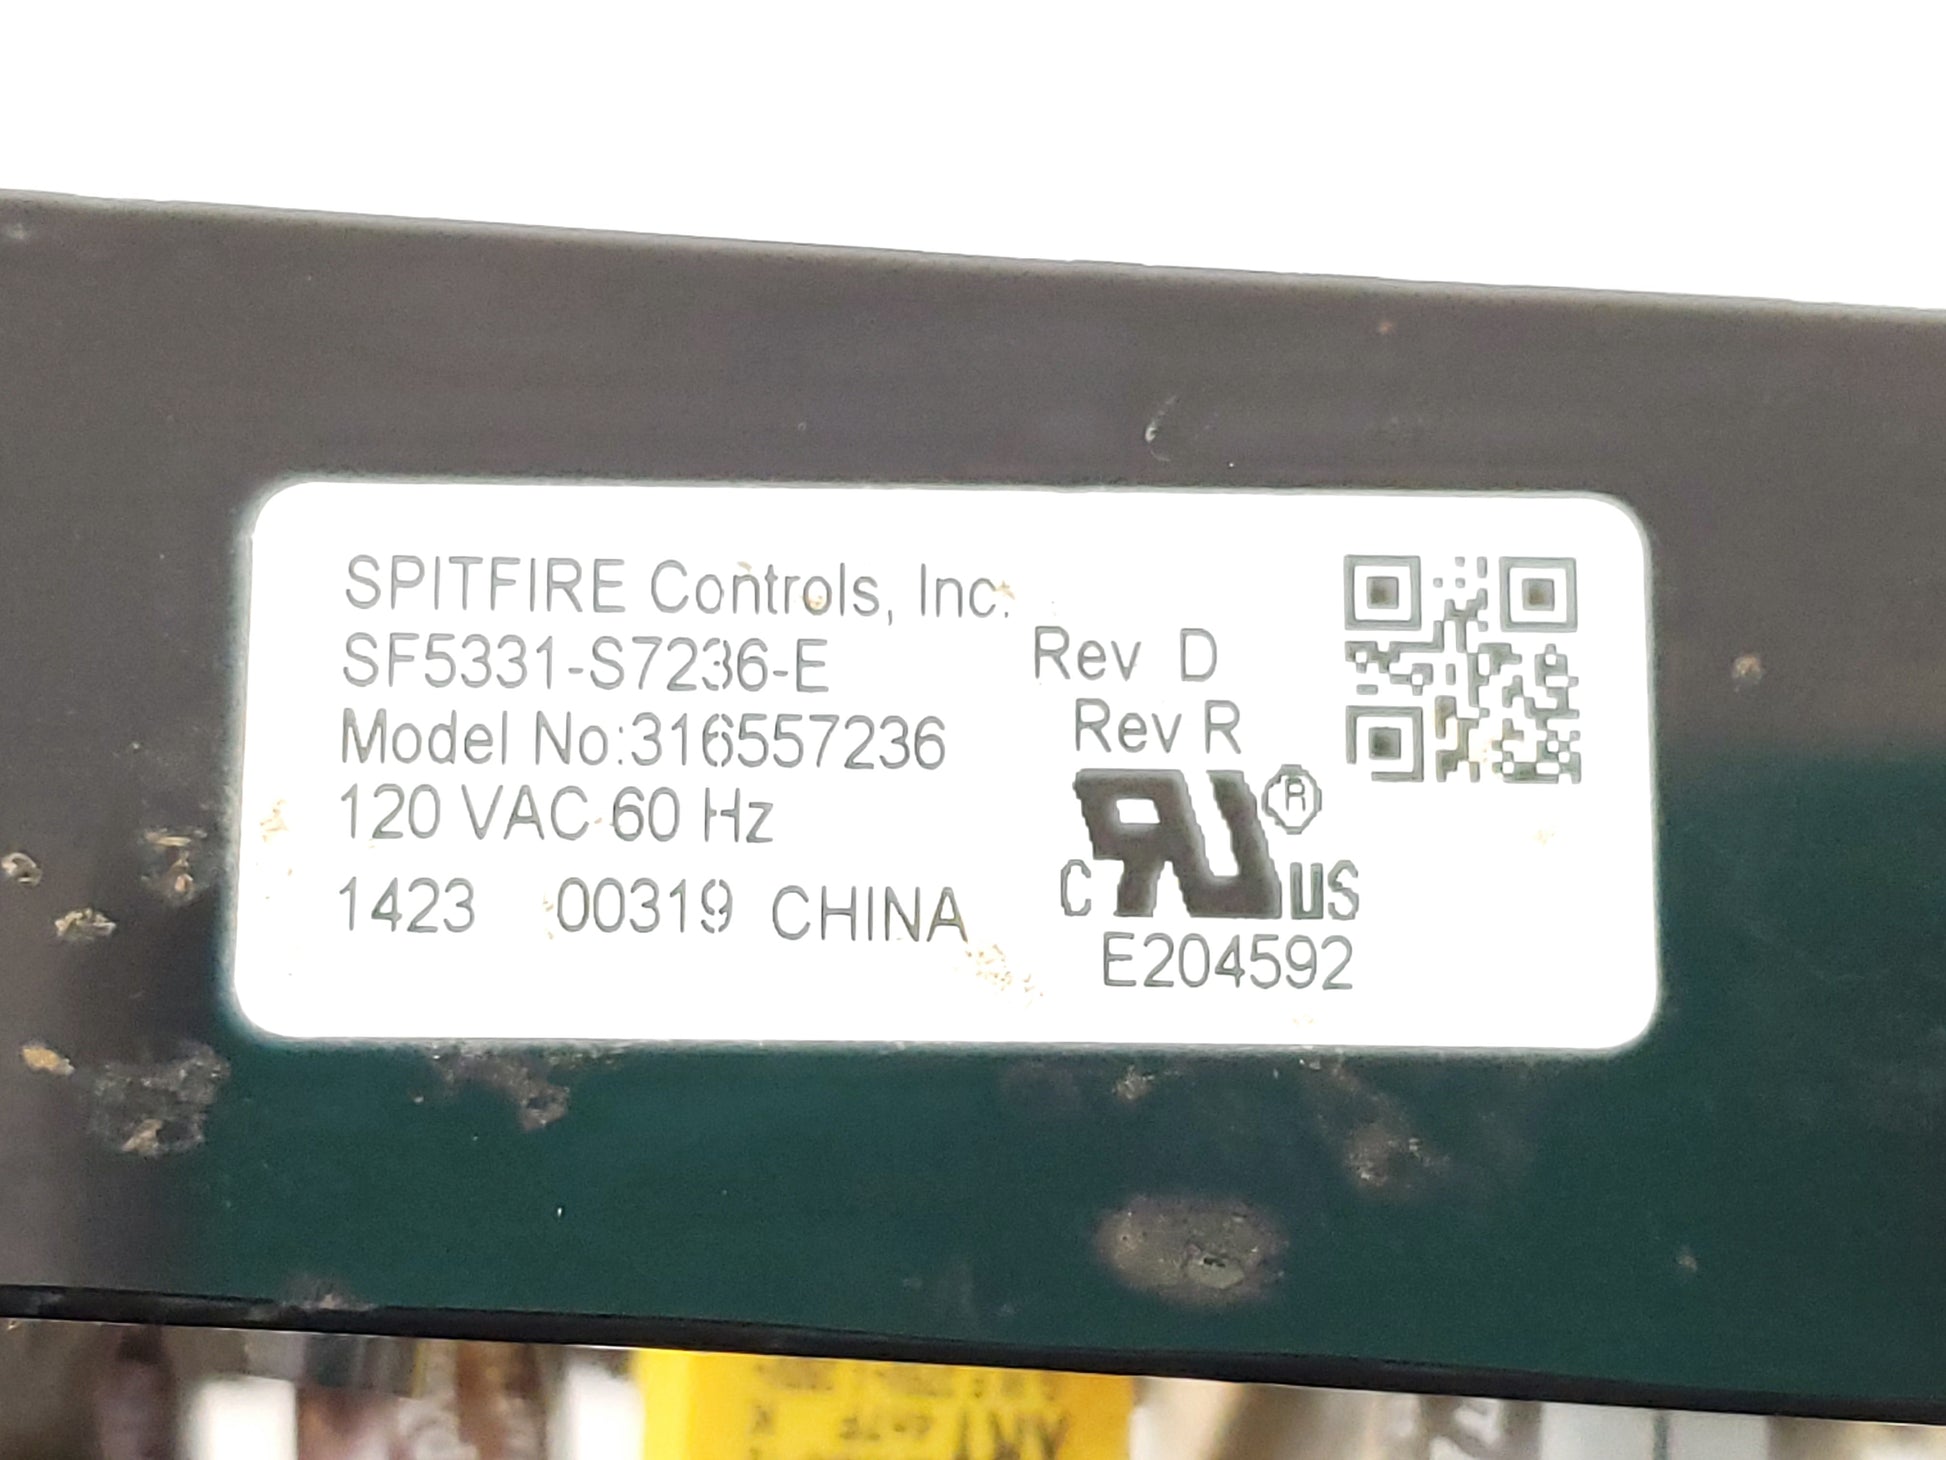 SPITFIRE Controls, Inc.
SF5331-S7236-E Rev D
Model No:316557236 Rev R
120 VAC 60 Hz
RU®
C US
1423 00319 CHINA
E204592